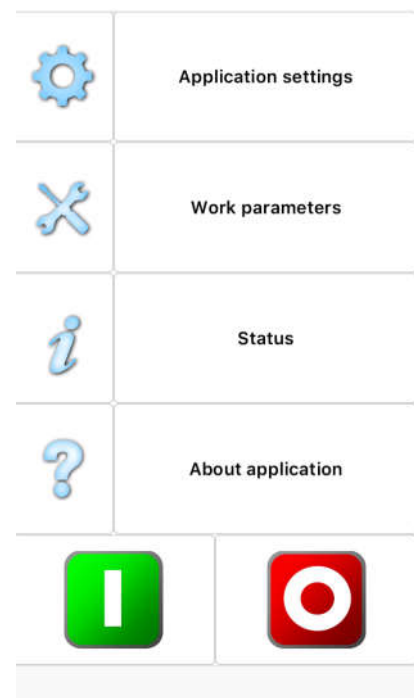 Application settings
Work parameters
Status
About application